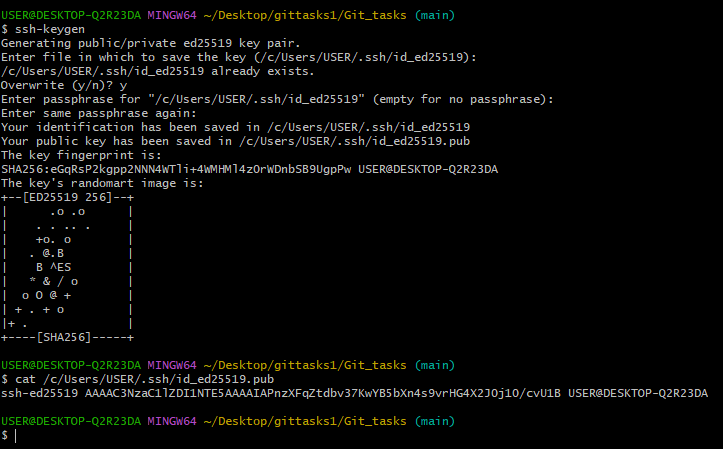 USER@DESKTOP-Q2R23DA MINGW64 ~/Desktop/gittasks1/Git_tasks (main)
$ ssh-keygen
Generating public/private ed25519 key pair.
Enter file in which to save the key (/c/Users/USER/.ssh/id_ed25519):
/c/Users/USER/.ssh/id_ed25519 already exists.
Overwrite (y/n)? y
Enter passphrase for "/c/Users/USER/.ssh/id_ed25519" (empty for no passphrase):
Enter same passphrase again:
Your identification has been saved in /c/Users/USER/.ssh/id_ed25519
Your public key has been saved in /c/Users/USER/.ssh/id_ed25519.pub
The key fingerprint is:
SHA256:eGqRsP2kgpp2NNN4WTli+4WMHMl4zOrWDnbSB9UgpPw USER@DESKTOP-Q2R23DA
The key's randomart image is:
+--[ED25519 256]--+
|      .o .o      |
|    . . .. .     |
|    +o. o        |
|   . @.B         |
|    B ^ES        |
|   * & / o       |
|  o O @ +        |
| + . + o         |
|+ .              |
+----[SHA256]-----+
USER@DESKTOP-Q2R23DA MINGW64 ~/Desktop/gittasks1/Git_tasks (main)
$ cat /c/Users/USER/.ssh/id_ed25519.pub
ssh-ed25519 AAAAC3NzaC1lZDI1NTE5AAAAIAPnzXFqZtdbv37KwYB5bXn4s9vrHG4X2JOj1O/cvU1B USER@DESKTOP-Q2R23DA
USER@DESKTOP-Q2R23DA MINGW64 ~/Desktop/gittasks1/Git_tasks (main)
$